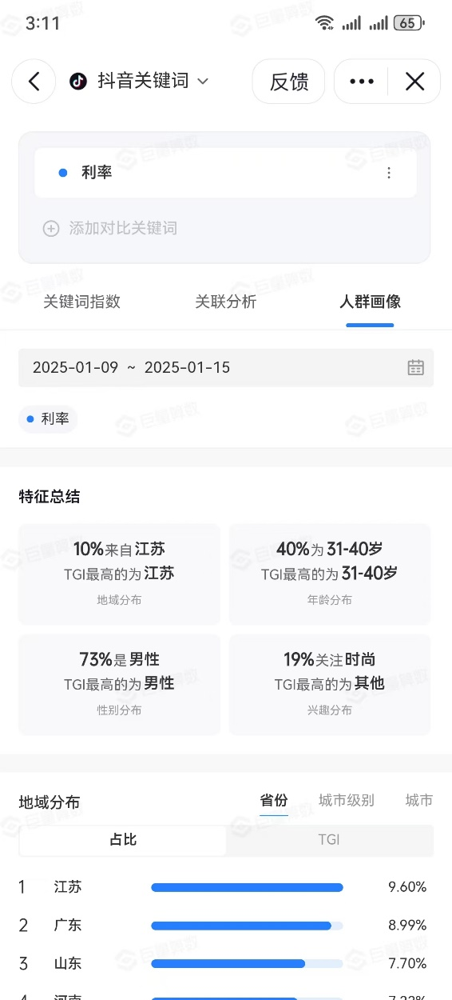 3:11
65
抖音关键词
反馈
利率
添加对比关键词
关键词指数 关联分析 人群画像
2025-01-09 ~ 2025-01-15
利率
特征总结
10%来自江苏
TGI最高的为江苏
地域分布
40%为31-40岁
TGI最高的为31-40岁
年龄分布
73%是男性
TGI最高的为男性
性别分布
19%关注时尚
TGI最高的为其他
兴趣分布
地域分布 省份 城市级别 城市
占比 TGI
1 江苏 9.60%
2 广东 8.99%
3 山东 7.70%
巨量算数